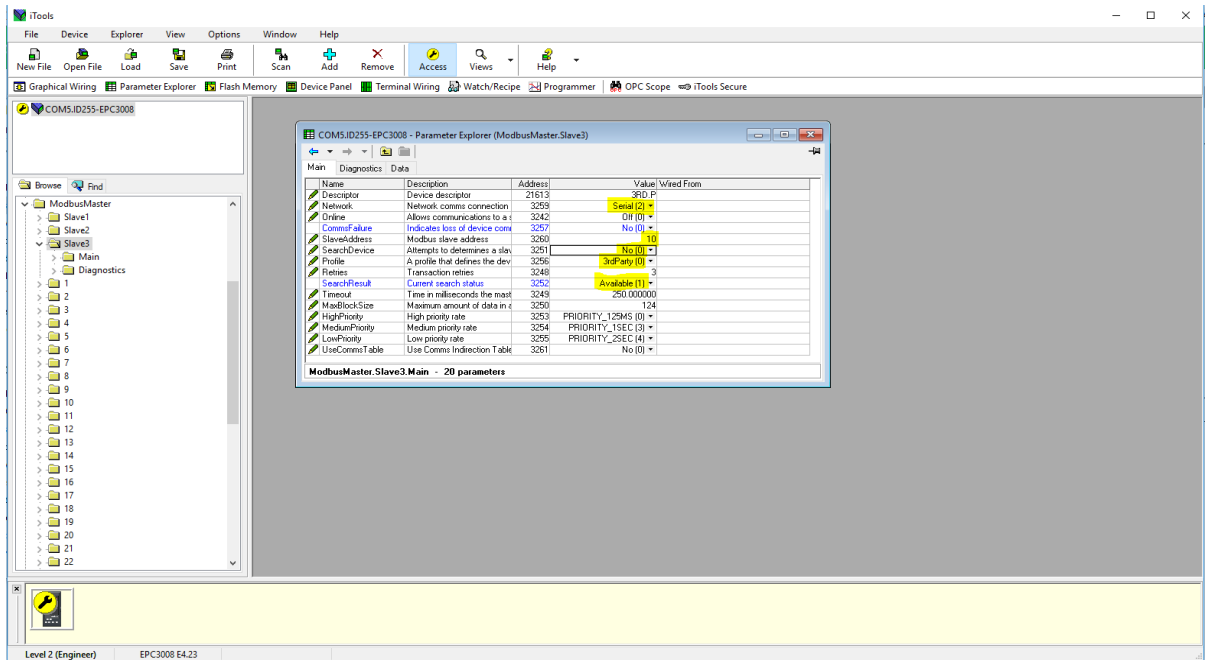 iTools
File Device Explorer View Options Window Help
New File Open File Load Save Print Scan Add Remove Access Views Help
Graphical Wiring Parameter Explorer Flash Memory Device Panel Terminal Wiring Watch/Recipe Programmer OPC Scope iTools Secure
COM5.ID255-EPC3008
COM5.ID255-EPC3008 - Parameter Explorer (ModbusMaster.Slave3)
Main Diagnostics Data
Name Description Address Value Wired From
Descriptor Device descriptor 21613 3RD.P
Network Network comms connection 3259 Serial (2)
Online Allows communications to a s 3242 Off (0)
CommsFailure Indicates loss of device com 3257 No (0)
SlaveAddress Modbus slave address 3260 10
SearchDevice Attempts to determines a slav 3251 No (0)
Profile A profile that defines the dev 3256 3rdParty (0)
Retries Transaction retries 3248 3
SearchResult Current search status 3252 Available (1)
Timeout Time in milliseconds the mast 3249 250.000000
MaxBlockSize Maximum amount of data in a 3250 124
HighPriority High priority rate 3253 PRIORITY_125MS (0)
MediumPriority Medium priority rate 3254 PRIORITY_1SEC (3)
LowPriority Low priority rate 3255 PRIORITY_2SEC (4)
UseCommsTable Use Comms Indirection Table 3261 No (0)
ModbusMaster.Slave3.Main - 20 parameters
Browse Find
ModbusMaster
Slave1
Slave2
Slave3
Main
Diagnostics
1
2
3
4
5
6
7
8
9
10
11
12
13
14
15
16
17
18
19
20
21
22
Level 2 (Engineer) EPC3008 E4.23